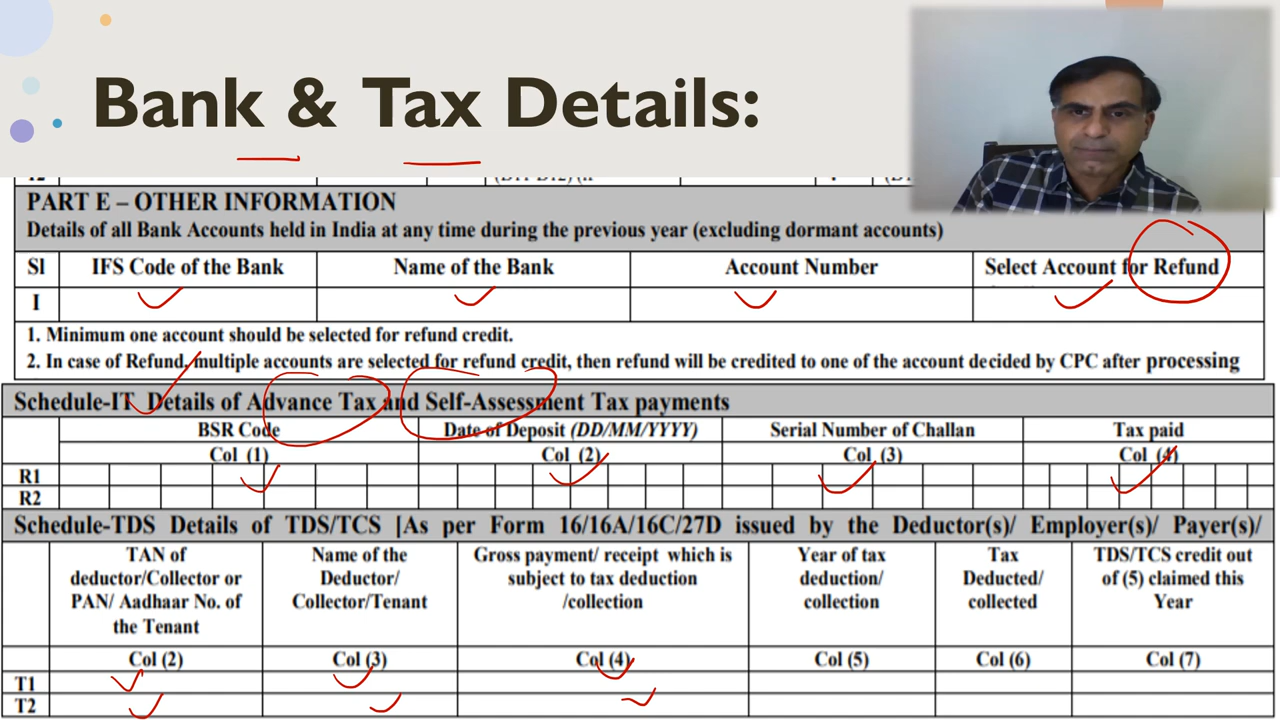 Bank & Tax Details:
PART E – OTHER INFORMATION
Details of all Bank Accounts held in India at any time during the previous year (excluding dormant accounts)
Sl IFS Code of the Bank Name of the Bank Account Number Select Account for Refund
I
1. Minimum one account should be selected for refund credit.
2. In case of Refund, multiple accounts are selected for refund credit, then refund will be credited to one of the account decided by CPC after processing
Schedule-IT Details of Advance Tax and Self-Assessment Tax payments
BSR Code Date of Deposit (DD/MM/YYYY) Serial Number of Challan Tax paid
Col (1) Col (2) Col (3) Col (4)
R1
R2
Schedule-TDS Details of TDS/TCS [As per Form 16/16A/16C/27D issued by the Deductor(s)/ Employer(s)/ Payer(s)/
TAN of
deductor/Collector or
PAN/ Aadhaar No. of
the Tenant
Name of the
Deductor/
Collector/Tenant
Gross payment/ receipt which is
subject to tax deduction
/collection
Year of tax
deduction/
collection
Tax
Deducted/
collected
TDS/TCS credit out
of (5) claimed this
Year
Col (2) Col (3) Col (4) Col (5) Col (6) Col (7)
T1
T2